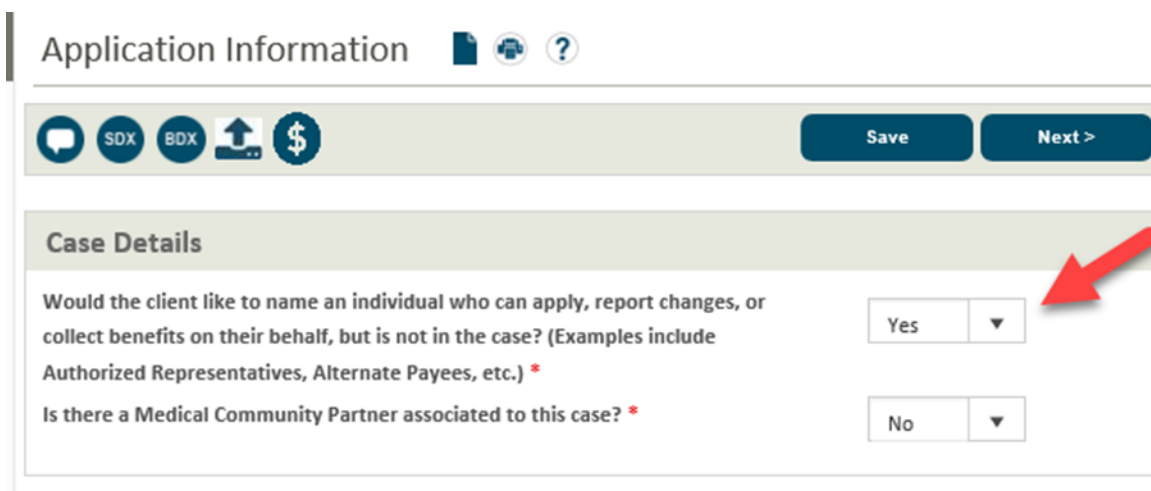 Application Information ?
SDX BDX $ Save Next >
Case Details
Would the client like to name an individual who can apply, report changes, or
collect benefits on their behalf, but is not in the case? (Examples include
Authorized Representatives, Alternate Payees, etc.) *
Yes
Is there a Medical Community Partner associated to this case? *
No